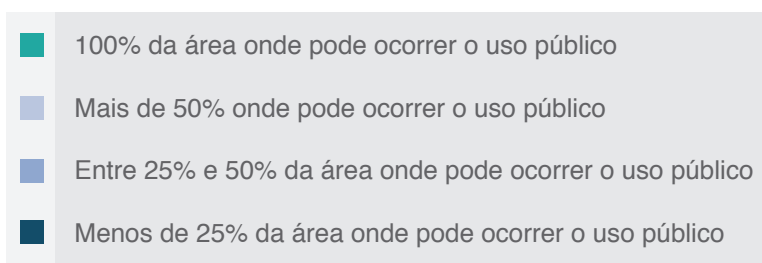 100% da área onde pode ocorrer o uso público
Mais de 50% onde pode ocorrer o uso público
Entre 25% e 50% da área onde pode ocorrer o uso público
Menos de 25% da área onde pode ocorrer o uso público